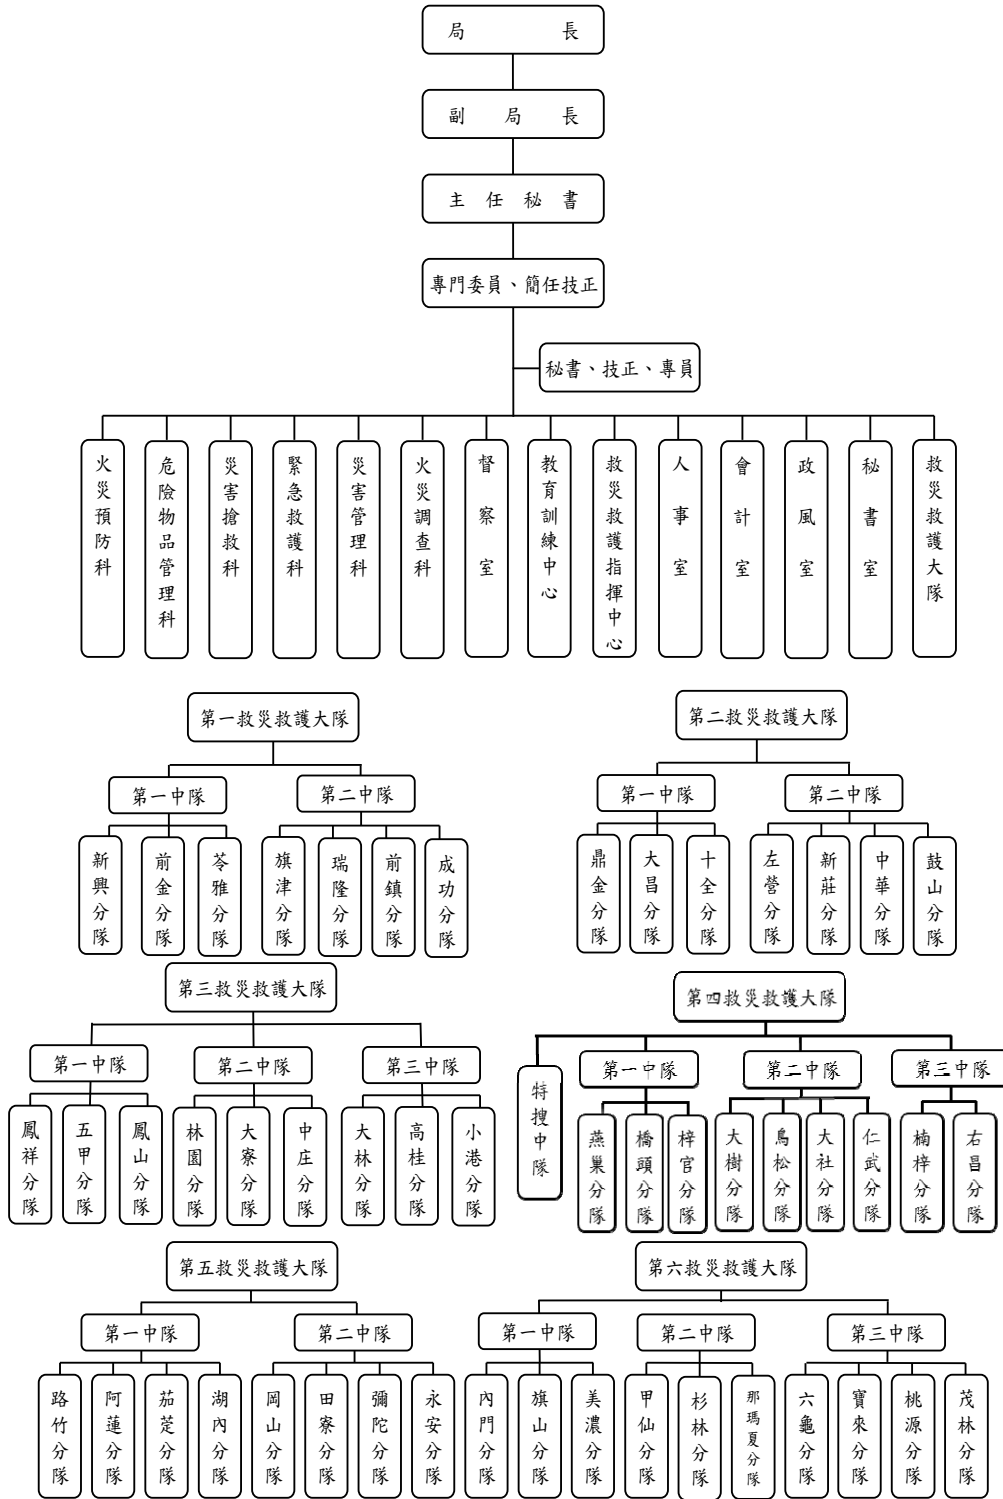 局長
副局長
主任秘書
專門委員、簡任技正
秘書、技正、專員
火災預防科
危險物品管理科
災害搶救科
緊急救護科
災害管理科
火災調查科
督察室
教育訓練中心
救災救護指揮中心
人事室
會計室
政風室
秘書室
救災救護大隊
第一救災救護大隊
第一中隊
新興分隊
前金分隊
苓雅分隊
第二中隊
旗津分隊
瑞隆分隊
前鎮分隊
成功分隊
第二救災救護大隊
第一中隊
鼎金分隊
大昌分隊
十全分隊
第二中隊
左營分隊
新莊分隊
中華分隊
鼓山分隊
第三救災救護大隊
第一中隊
鳳祥分隊
五甲分隊
鳳山分隊
第二中隊
林園分隊
大寮分隊
中庄分隊
第三中隊
大林分隊
高桂分隊
小港分隊
第四救災救護大隊
特搜中隊
第一中隊
燕巢分隊
橋頭分隊
梓官分隊
第二中隊
大樹分隊
鳥松分隊
大社分隊
仁武分隊
第三中隊
楠梓分隊
右昌分隊
第五救災救護大隊
第一中隊
路竹分隊
阿蓮分隊
茄萣分隊
湖內分隊
第二中隊
岡山分隊
田寮分隊
彌陀分隊
永安分隊
第六救災救護大隊
第一中隊
內門分隊
旗山分隊
美濃分隊
第二中隊
甲仙分隊
杉林分隊
那瑪夏分隊
第三中隊
六龜分隊
寶來分隊
桃源分隊
茂林分隊